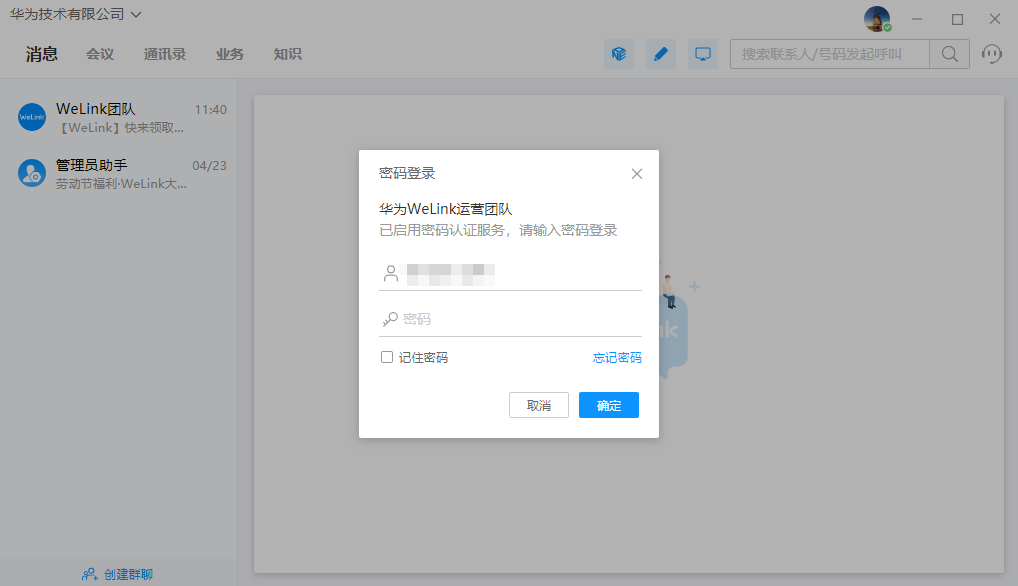 华为技术有限公司
消息 会议 通讯录 业务 知识
搜索联系人/号码发起呼叫
WeLink
WeLink团队 11:40
【WeLink】快来领取...
管理员助手 04/23
劳动节福利·WeLink大...
密码登录
华为WeLink运营团队
已启用密码认证服务，请输入密码登录
密码
记住密码 忘记密码
取消 确定
nk
创建群聊